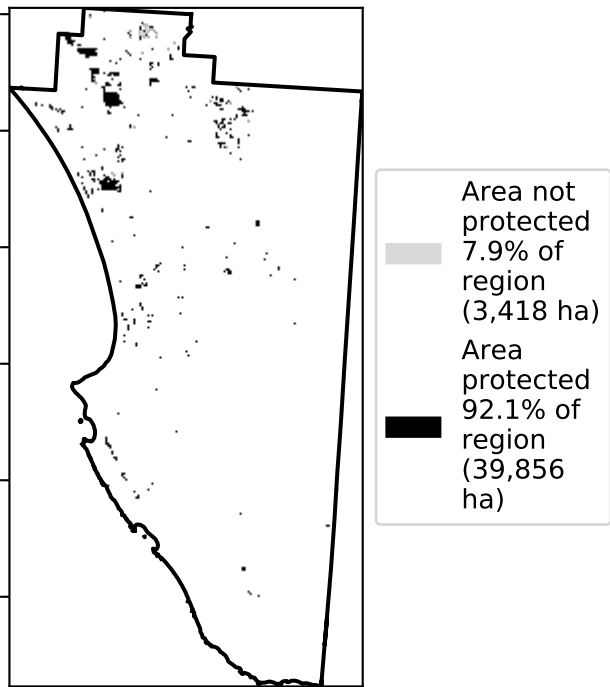 Area not
protected
7.9% of
region
(3,418 ha)
Area
protected
92.1% of
region
(39,856
ha)